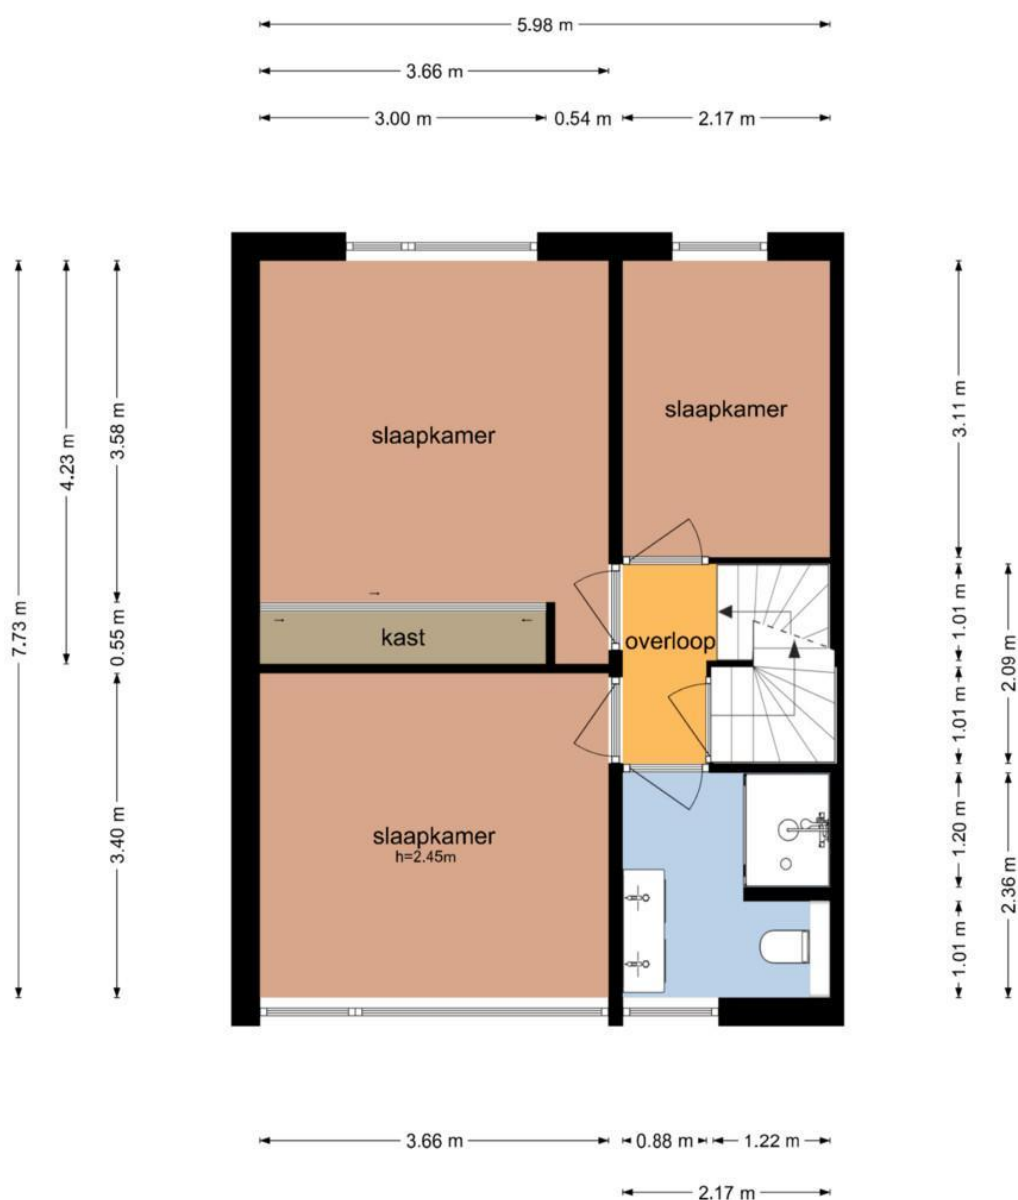 5.98 m
3.66 m
3.00 m 0.54 m 2.17 m
slaapkamer
slaapkamer
kast
overloop
slaapkamer
h=2.45m
7.73 m
4.23 m
3.58 m
0.55 m
3.40 m
3.11 m
1.01 m
1.01 m
2.09 m
1.20 m
1.01 m
2.36 m
3.66 m 0.88 m 1.22 m
2.17 m